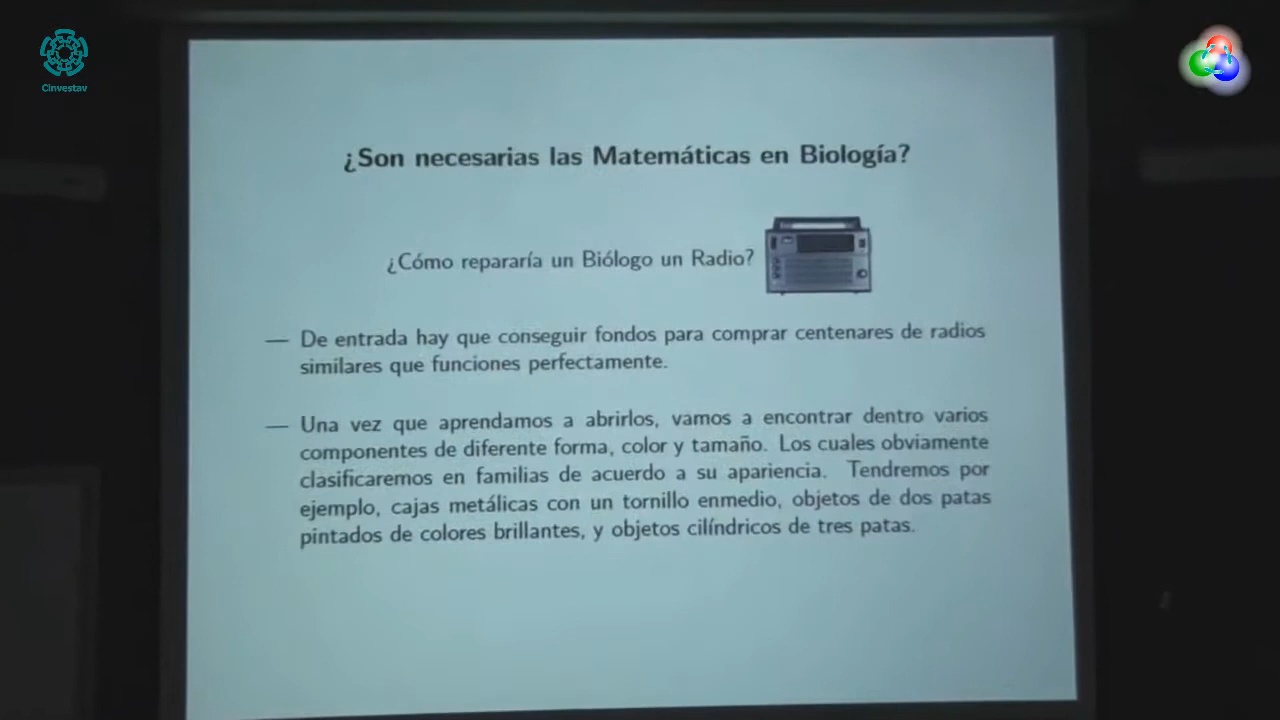 Cinvestav
¿Son necesarias las Matemáticas en Biología?
¿Cómo repararía un Biólogo un Radio?
— De entrada hay que conseguir fondos para comprar centenares de radios
similares que funciones perfectamente.
— Una vez que aprendamos a abrirlos, vamos a encontrar dentro varios
componentes de diferente forma, color y tamaño. Los cuales obviamente
clasificaremos en familias de acuerdo a su apariencia. Tendremos por
ejemplo, cajas metálicas con un tornillo enmedio, objetos de dos patas
pintados de colores brillantes, y objetos cilíndricos de tres patas.